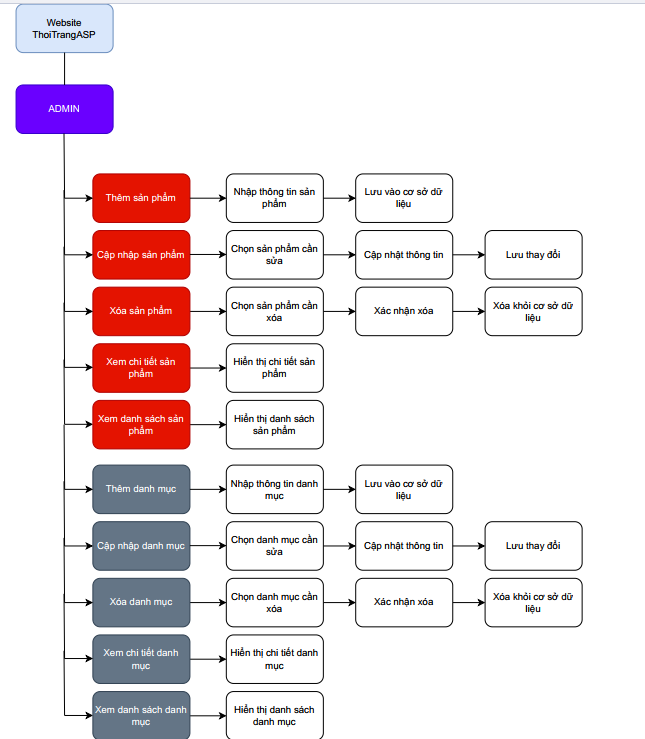 Website
ThoiTrangASP
ADMIN
Thêm sản phẩm
Nhập thông tin sản
phẩm
Lưu vào cơ sở dữ
liệu
Cập nhập sản phẩm
Chọn sản phẩm cần
sửa
Cập nhật thông tin
Lưu thay đổi
Xóa sản phẩm
Chọn sản phẩm cần
xóa
Xác nhận xóa
Xóa khỏi cơ sở dữ
liệu
Xem chi tiết sản
phẩm
Hiển thị chi tiết sản
phẩm
Xem danh sách sản
phẩm
Hiển thị danh sách
sản phẩm
Thêm danh mục
Nhập thông tin danh
mục
Lưu vào cơ sở dữ
liệu
Cập nhập danh mục
Chọn danh mục cần
sửa
Cập nhật thông tin
Lưu thay đổi
Xóa danh mục
Chọn danh mục cần
xóa
Xác nhận xóa
Xóa khỏi cơ sở dữ
liệu
Xem chi tiết danh
mục
Hiển thị chi tiết danh
mục
Xem danh sách danh
mục
Hiển thị danh sách
danh mục